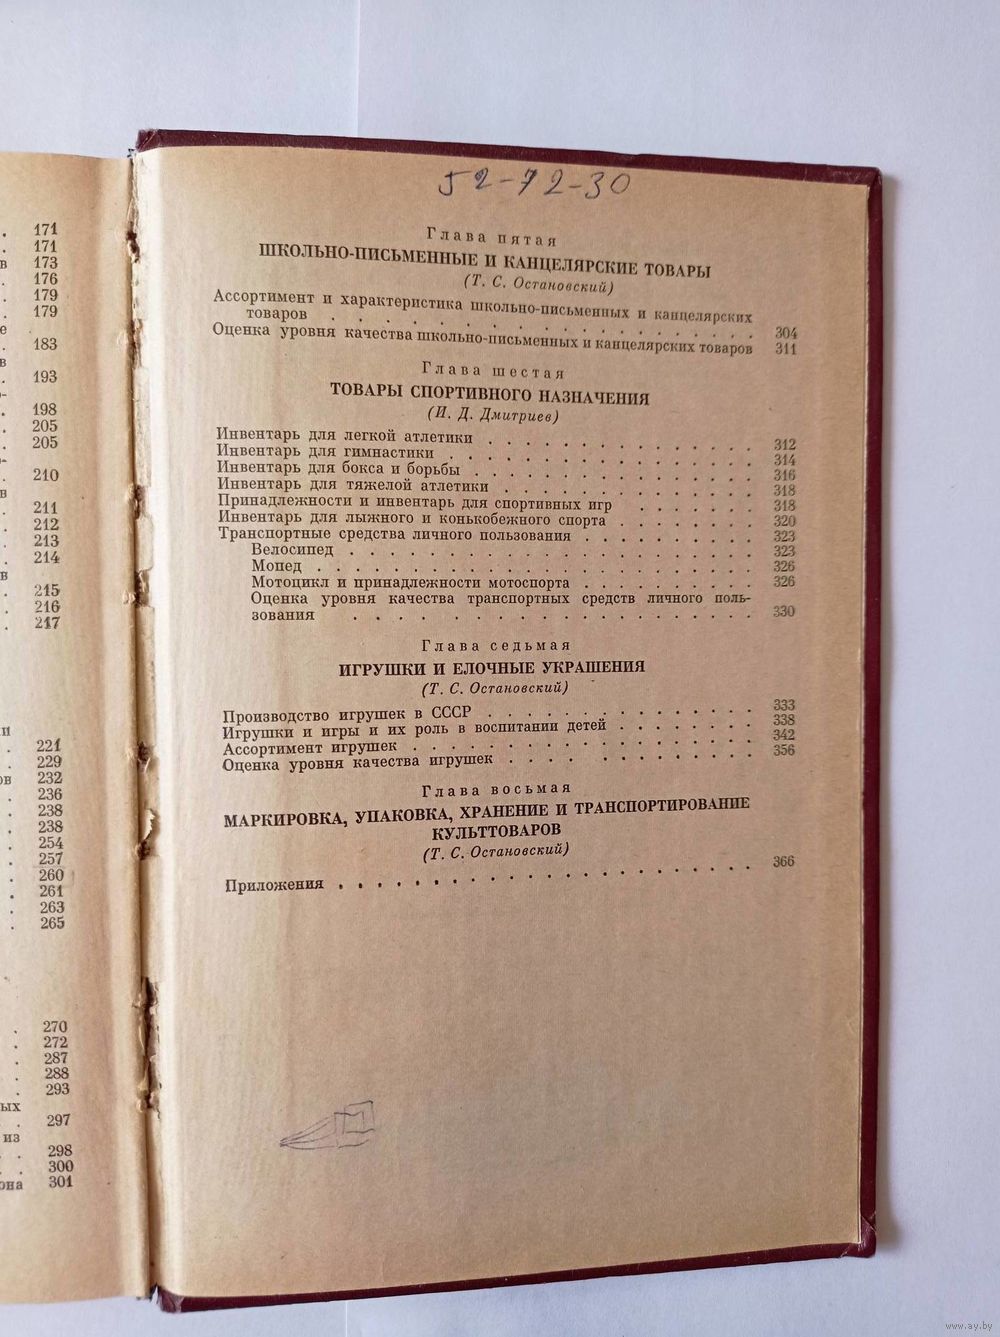 . 171
. 171
в 173
. 176
. 179
. 179
е
. 183
в
. 193
. 198
. 205
. 205
. 210
в
. 211
. 212
. 213
. 214
в
. 215
. 216
. 217
и
. 221
. 229
ов 232
. 236
. 238
. 238
. 254
. 257
. 260
. 261
. 263
. 265
. 270
. 272
. 287
. 288
. 293
ых
. 297
из
. . 298
. . 300
она 301
52-72-30
Глава пятая
ШКОЛЬНО-ПИСЬМЕННЫЕ И КАНЦЕЛЯРСКИЕ ТОВАРЫ
(Т. С. Остановский)
Ассортимент и характеристика школьно-письменных и канцелярских
товаров . . . . . . . . . . . . . . . . 304
Оценка уровня качества школьно-письменных и канцелярских товаров 311
Глава шестая
ТОВАРЫ СПОРТИВНОГО НАЗНАЧЕНИЯ
(И. Д. Дмитриев)
Инвентарь для легкой атлетики . . . . . . . . . . 312
Инвентарь для гимнастики . . . . . . . . . . . 314
Инвентарь для бокса и борьбы . . . . . . . . . . 316
Инвентарь для тяжелой атлетики . . . . . . . . . 318
Принадлежности и инвентарь для спортивных игр . . . . . . 318
Инвентарь для лыжного и конькобежного спорта . . . . . . 320
Транспортные средства личного пользования . . . . . . . 323
Велосипед . . . . . . . . . . . . . . . 323
Мопед . . . . . . . . . . . . . . . . 326
Мотоцикл и принадлежности мотоспорта . . . . . . . 326
Оценка уровня качества транспортных средств личного поль-
зования . . . . . . . . . . . . . . . 330
Глава седьмая
ИГРУШКИ И ЕЛОЧНЫЕ УКРАШЕНИЯ
(Т. С. Остановский)
Производство игрушек в СССР . . . . . . . . . . 333
Игрушки и игры и их роль в воспитании детей . . . . . . 338
Ассортимент игрушек . . . . . . . . . . . . . 342
Оценка уровня качества игрушек . . . . . . . . . 356
Глава восьмая
МАРКИРОВКА, УПАКОВКА, ХРАНЕНИЕ И ТРАНСПОРТИРОВАНИЕ
КУЛЬТТОВАРОВ
(Т. С. Остановский)
Приложения . . . . . . . . . . . . . . . . 366
www.ay.by